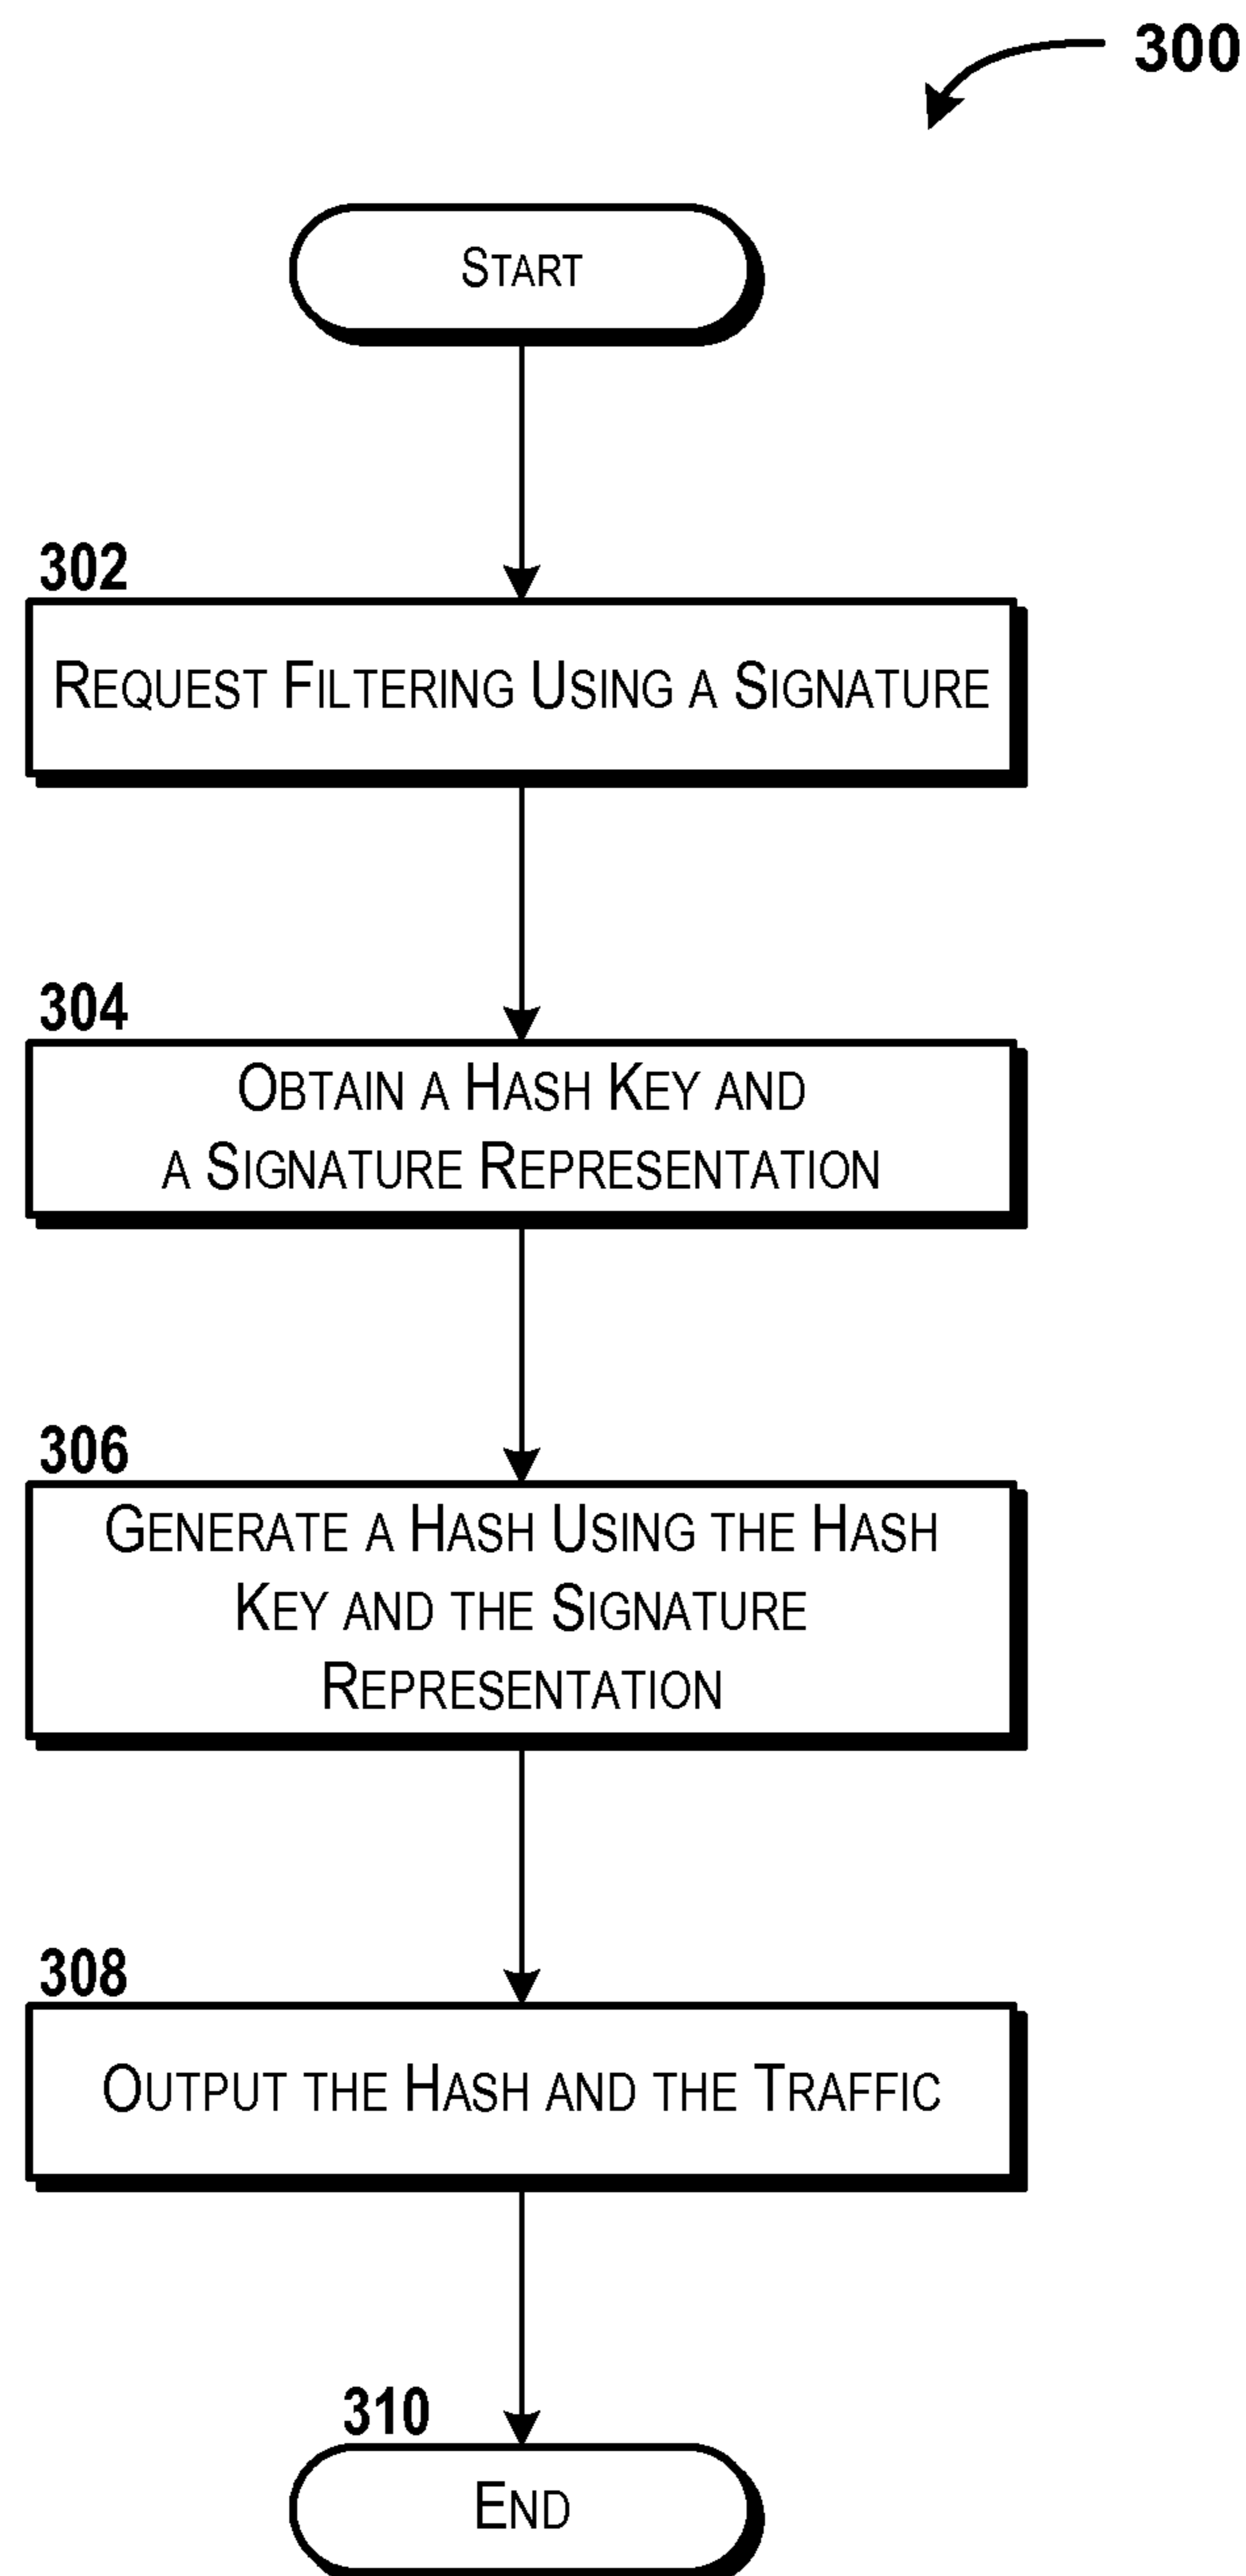 300
START
302
REQUEST FILTERING USING A SIGNATURE
304
OBTAIN A HASH KEY AND
A SIGNATURE REPRESENTATION
306
GENERATE A HASH USING THE HASH
KEY AND THE SIGNATURE
REPRESENTATION
308
OUTPUT THE HASH AND THE TRAFFIC
310
END